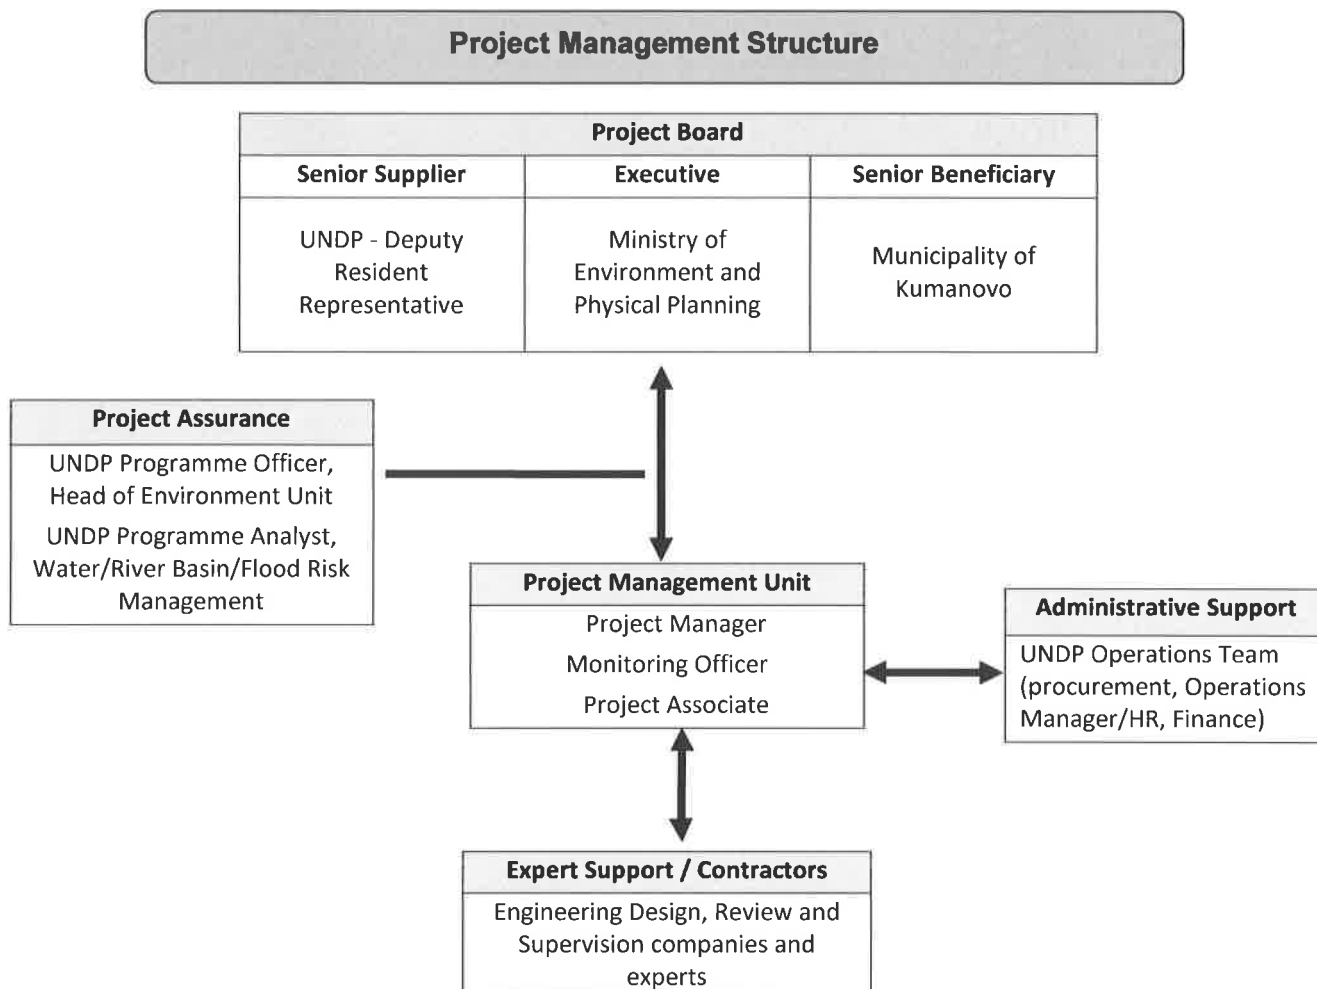 Project Management Structure
Project Board
Senior Supplier
Executive
Senior Beneficiary
UNDP - Deputy
Resident
Representative
Ministry of
Environment and
Physical Planning
Municipality of
Kumanovo
Project Assurance
UNDP Programme Officer,
Head of Environment Unit
UNDP Programme Analyst,
Water/River Basin/Flood Risk
Management
Project Management Unit
Project Manager
Monitoring Officer
Project Associate
Administrative Support
UNDP Operations Team
(procurement, Operations
Manager/HR, Finance)
Expert Support / Contractors
Engineering Design, Review and
Supervision companies and
experts